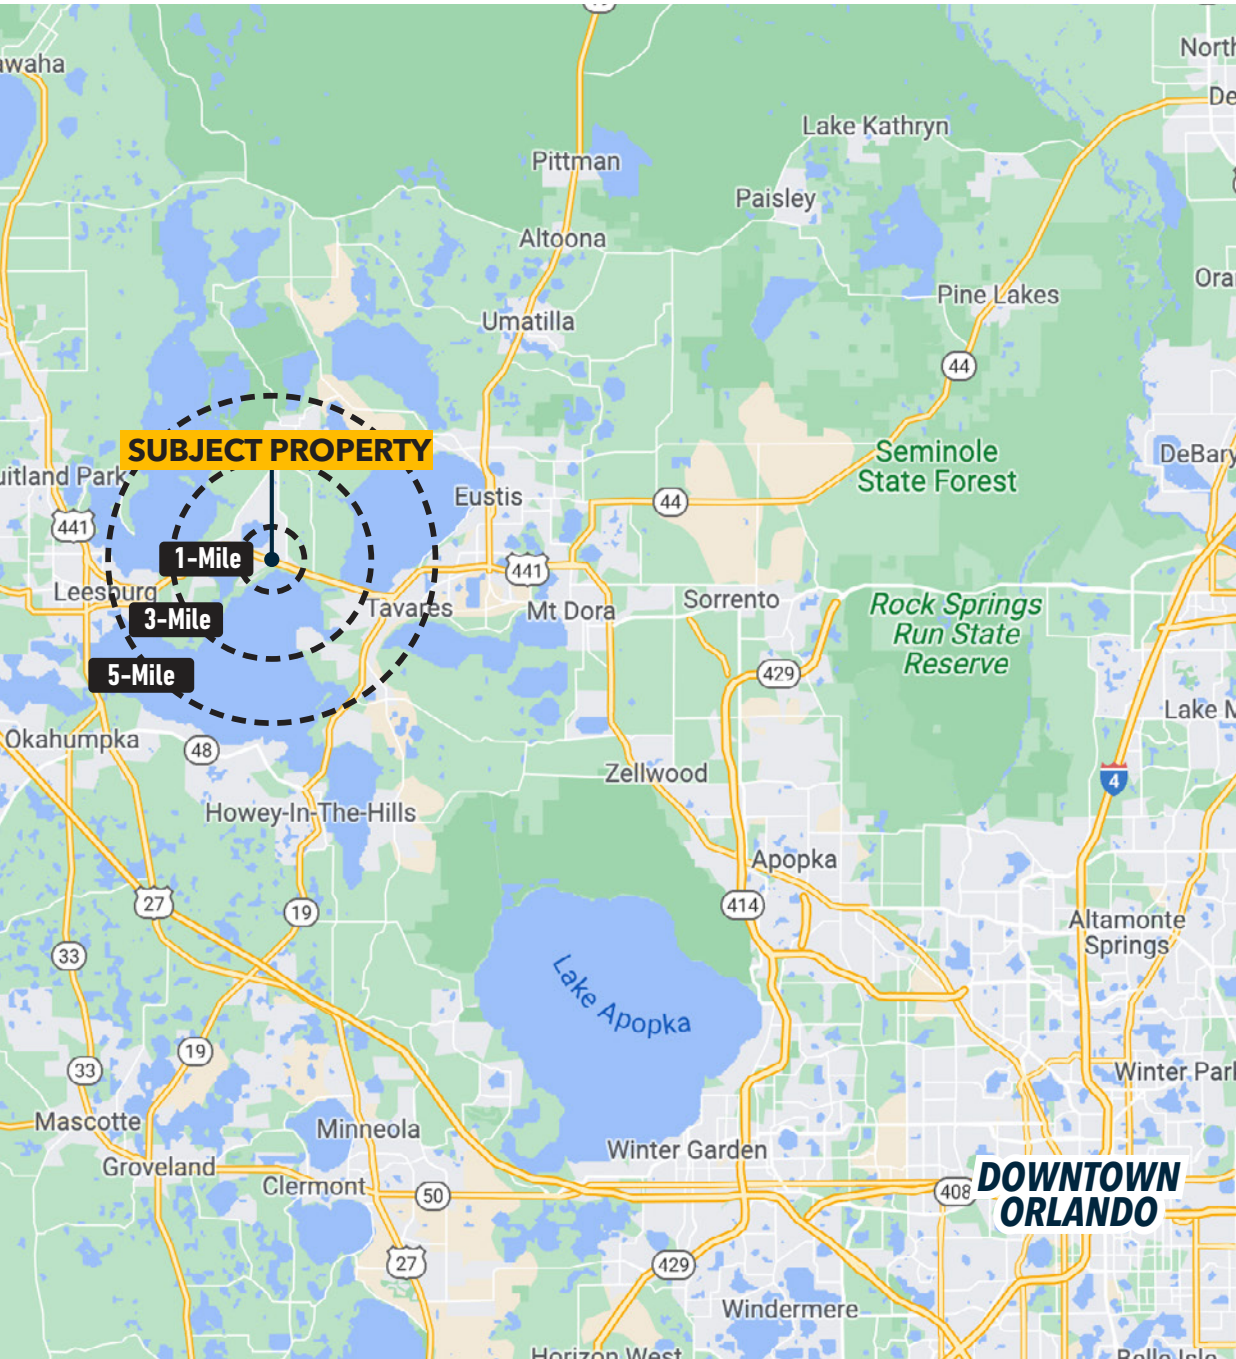 North
De
Lake Kathryn
Pittman
Paisley
Altoona
Ora
Pine Lakes
Umatilla
44
SUBJECT PROPERTY
Seminole
State Forest
DeBary
uitland Park
Eustis
44
441
1-Mile
441
Leesburg
3-Mile
Tavares
Mt Dora
Sorrento
Rock Springs
Run State
Reserve
5-Mile
429
Lake M
Okahumpka
48
Zellwood
4
Howey-In-The-Hills
Apopka
27
19
414
Altamonte
Springs
33
Lake Apopka
19
33
Winter Park
Mascotte
Minneola
Winter Garden
Groveland
Clermont
50
408
DOWNTOWN
ORLANDO
27
429
Windermere
Horizon West
Belle Isle